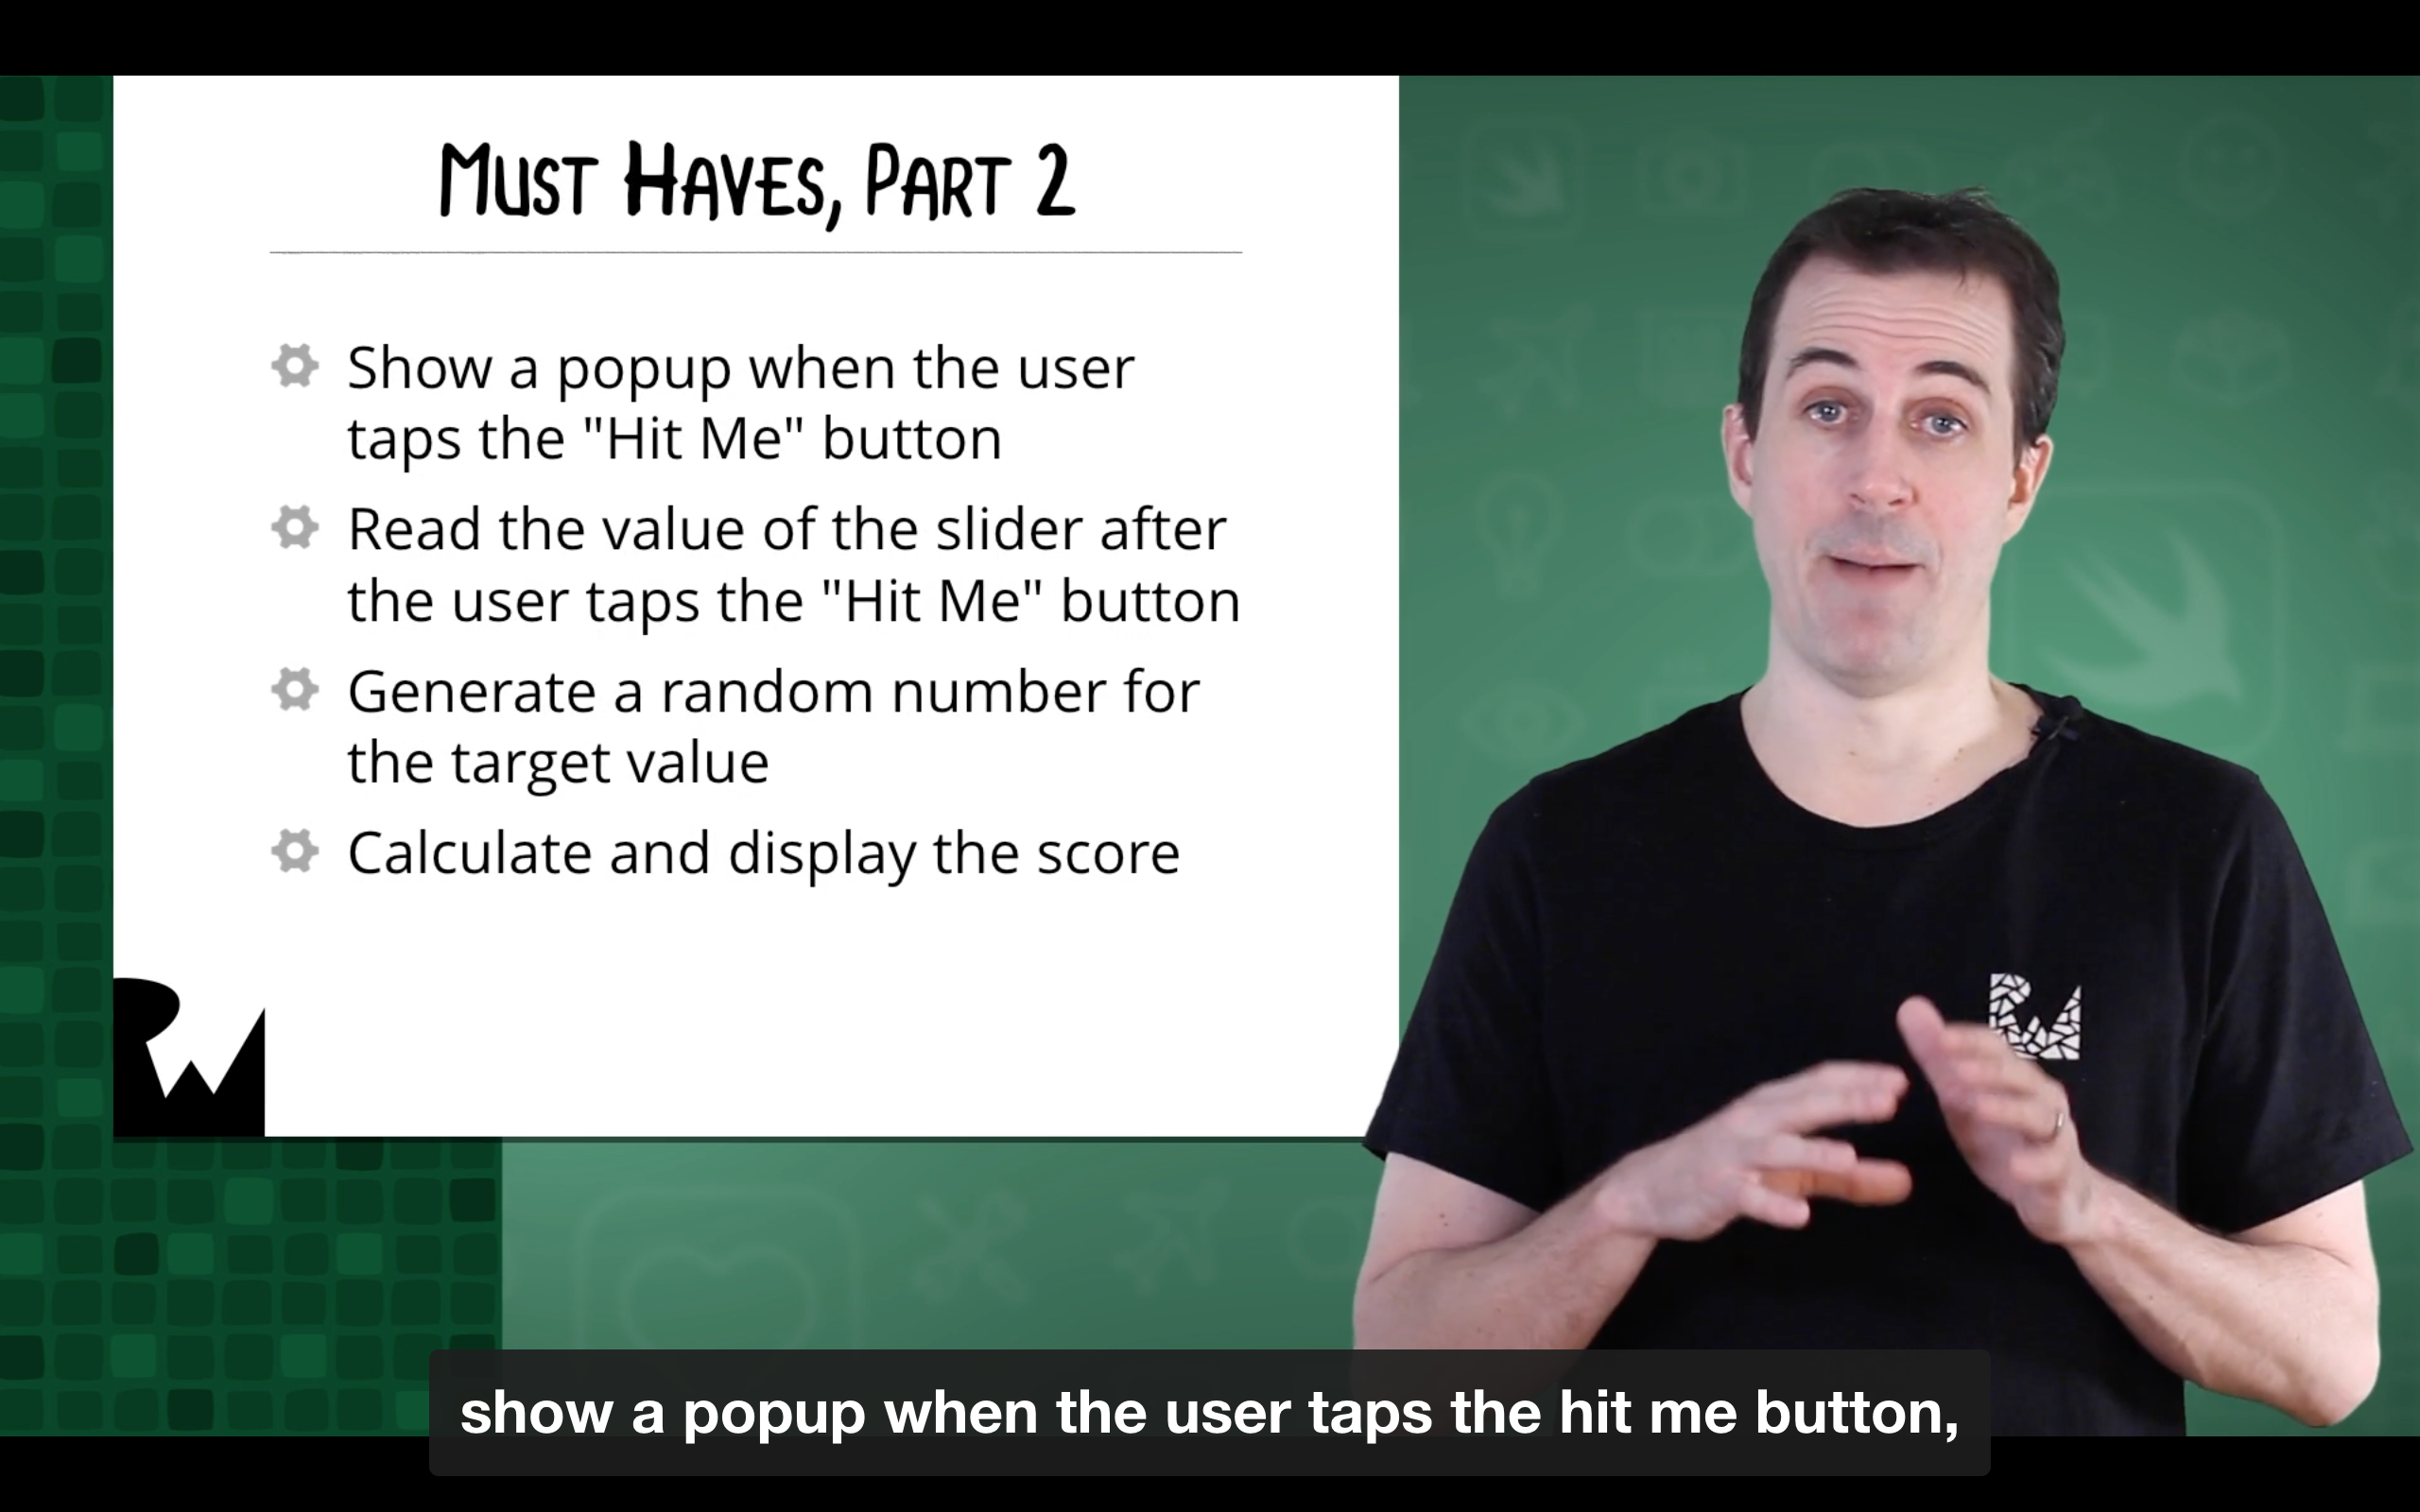 Must Haves, Part 2
Show a popup when the user
taps the "Hit Me" button
Read the value of the slider after
the user taps the "Hit Me" button
Generate a random number for
the target value
Calculate and display the score
RW
RW
show a popup when the user taps the hit me button,